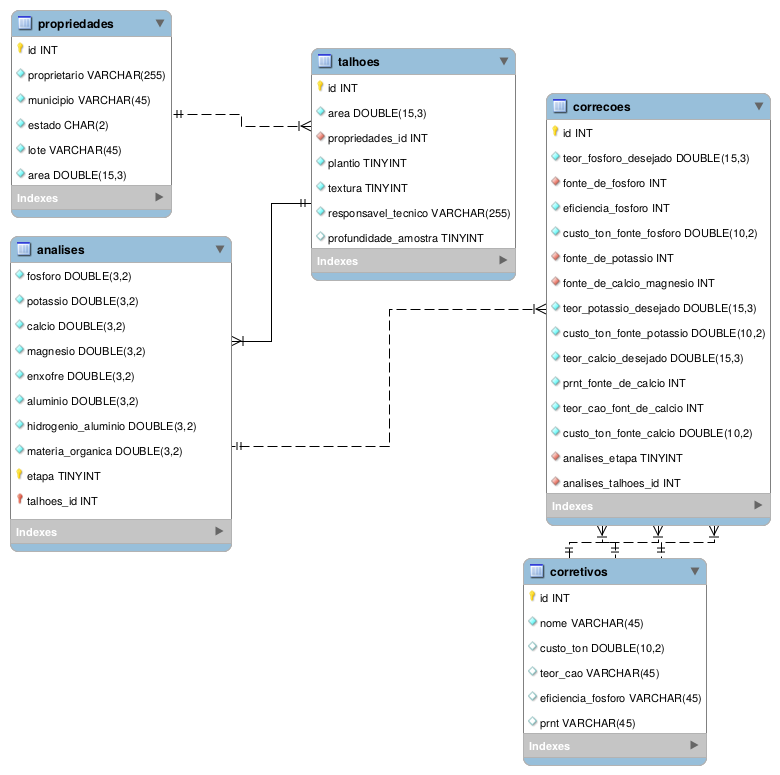 propriedades
id INT
proprietario VARCHAR(255)
municipio VARCHAR(45)
estado CHAR(2)
lote VARCHAR(45)
area DOUBLE(15,3)
Indexes
talhoes
id INT
area DOUBLE(15,3)
propriedades_id INT
plantio TINYINT
textura TINYINT
responsavel_tecnico VARCHAR(255)
profundidade_amostra TINYINT
Indexes
analises
fosforo DOUBLE(3,2)
potassio DOUBLE(3,2)
calcio DOUBLE(3,2)
magnesio DOUBLE(3,2)
enxofre DOUBLE(3,2)
aluminio DOUBLE(3,2)
hidrogenio_aluminio DOUBLE(3,2)
materia_organica DOUBLE(3,2)
etapa TINYINT
talhoes_id INT
Indexes
correcoes
id INT
teor_fosforo_desejado DOUBLE(15,3)
fonte_de_fosforo INT
eficiencia_fosforo INT
custo_ton_fonte_fosforo DOUBLE(10,2)
fonte_de_potassio INT
fonte_de_calcio_magnesio INT
teor_potassio_desejado DOUBLE(15,3)
custo_ton_fonte_potassio DOUBLE(10,2)
teor_calcio_desejado DOUBLE(15,3)
prnt_fonte_de_calcio INT
teor_cao_font_de_calcio INT
custo_ton_fonte_calcio DOUBLE(10,2)
analises_etapa TINYINT
analises_talhoes_id INT
Indexes
corretivos
id INT
nome VARCHAR(45)
custo_ton DOUBLE(10,2)
teor_cao VARCHAR(45)
eficiencia_fosforo VARCHAR(45)
prnt VARCHAR(45)
Indexes